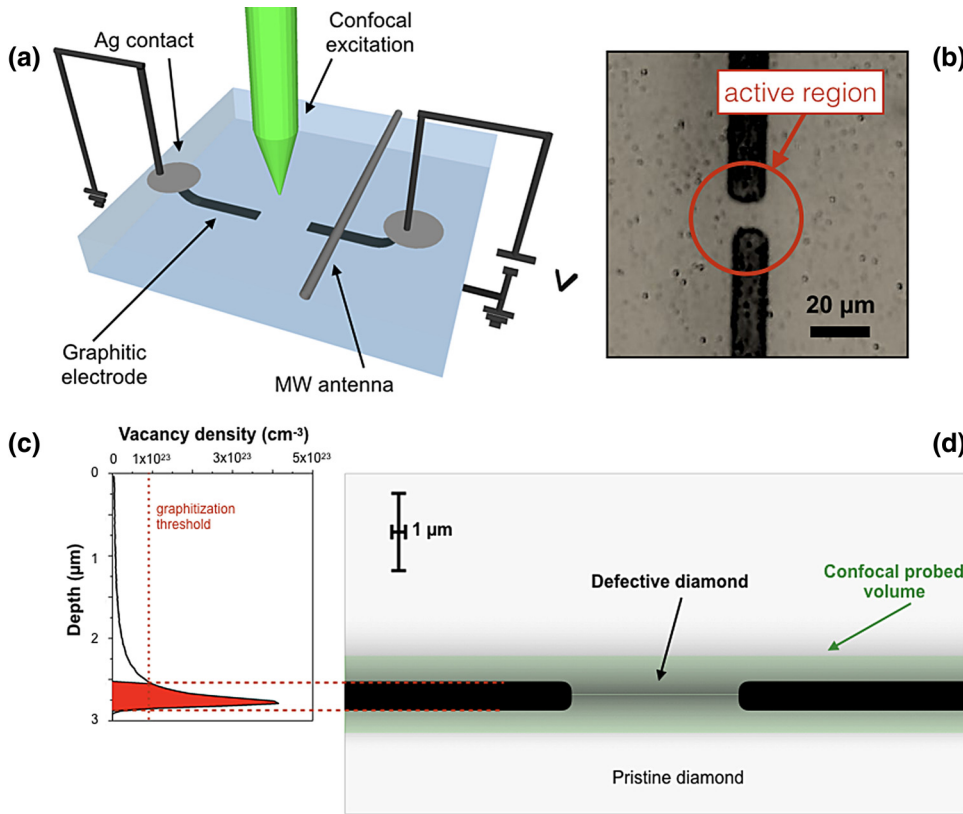 (a)
Ag contact
Confocal
excitation
Graphitic
electrode
MW antenna
V
(b)
active region
20 µm
(c)
Vacancy density (cm-3)
0 1x10²³ 3x10²³ 5x10²³
graphitization
threshold
Depth (µm)
0
1
2
3
(d)
1 µm
Defective diamond
Confocal probed
volume
Pristine diamond